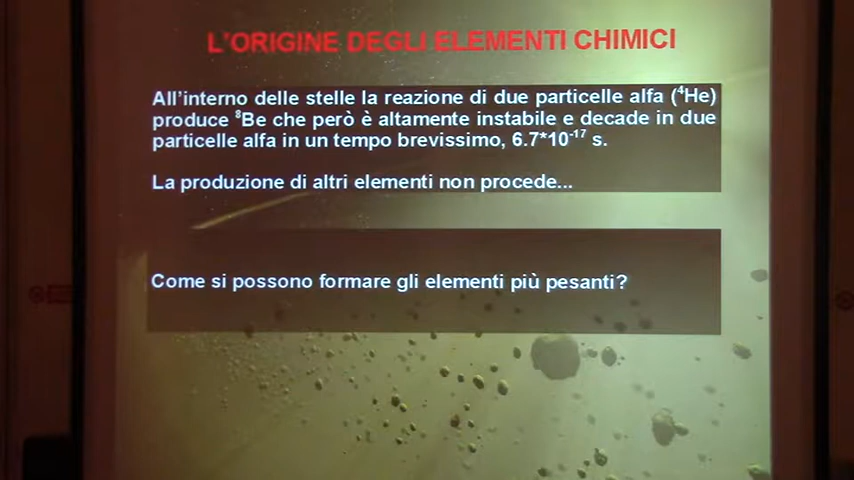 L'ORIGINE DEGLI ELEMENTI CHIMICI
All'interno delle stelle la reazione di due particelle alfa (⁴He)
produce ⁸Be che però è altamente instabile e decade in due
particelle alfa in un tempo brevissimo, 6.7*10⁻¹⁷ s.
La produzione di altri elementi non procede...
Come si possono formare gli elementi più pesanti?